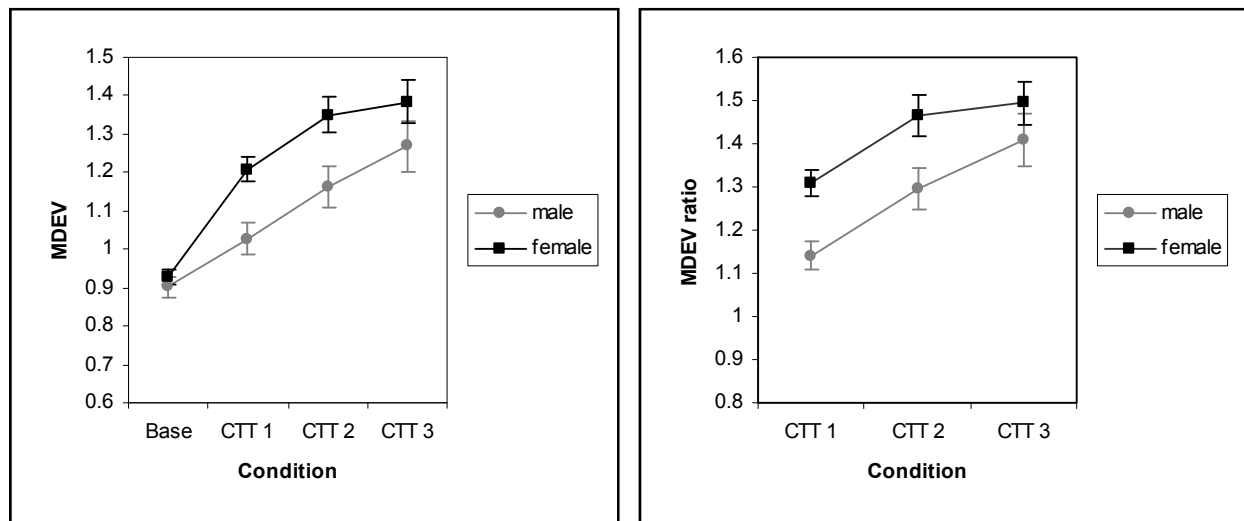 MDEV
1.5
1.4
1.3
1.2
1.1
1
0.9
0.8
0.7
0.6
Base CTT 1 CTT 2 CTT 3
Condition
male
female
MDEV ratio
1.6
1.5
1.4
1.3
1.2
1.1
1
0.9
0.8
CTT 1 CTT 2 CTT 3
Condition
male
female